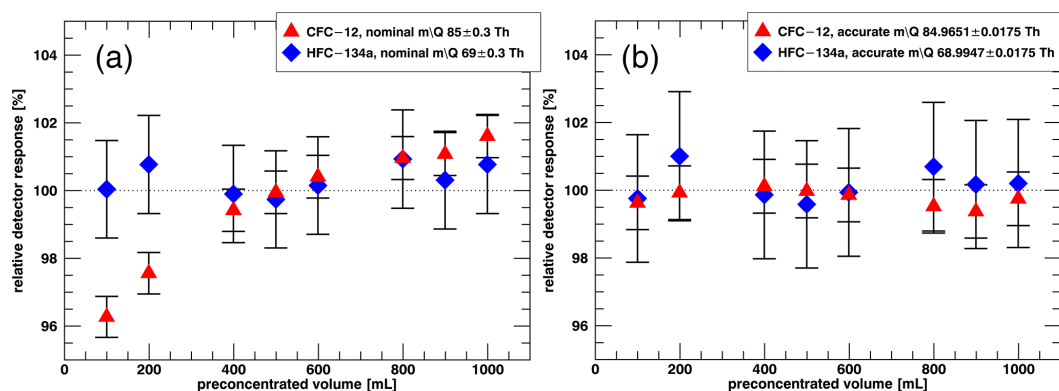 (a)
CFC−12, nominal m\Q 85±0.3 Th
HFC−134a, nominal m\Q 69±0.3 Th
relative detector response [%]
104
102
100
98
96
0 200 400 600 800 1000
preconcentrated volume [mL]
(b)
CFC−12, accurate m\Q 84.9651±0.0175 Th
HFC−134a, accurate m\Q 68.9947±0.0175 Th
relative detector response [%]
104
102
100
98
96
0 200 400 600 800 1000
preconcentrated volume [mL]